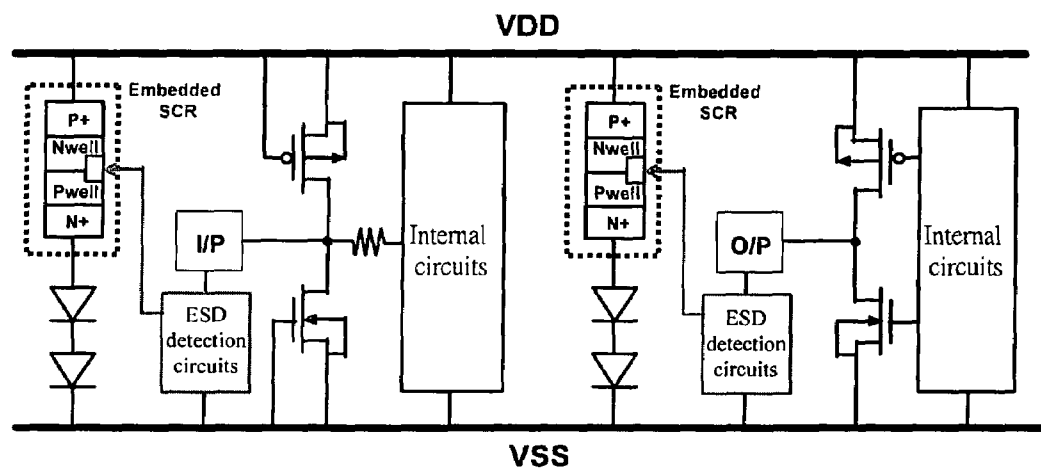 VDD
Embedded
SCR
P+
Nwell
Pwell
N+
I/P
ESD
detection
circuits
Internal
circuits
Embedded
SCR
P+
Nwell
Pwell
N+
O/P
ESD
detection
circuits
Internal
circuits
VSS